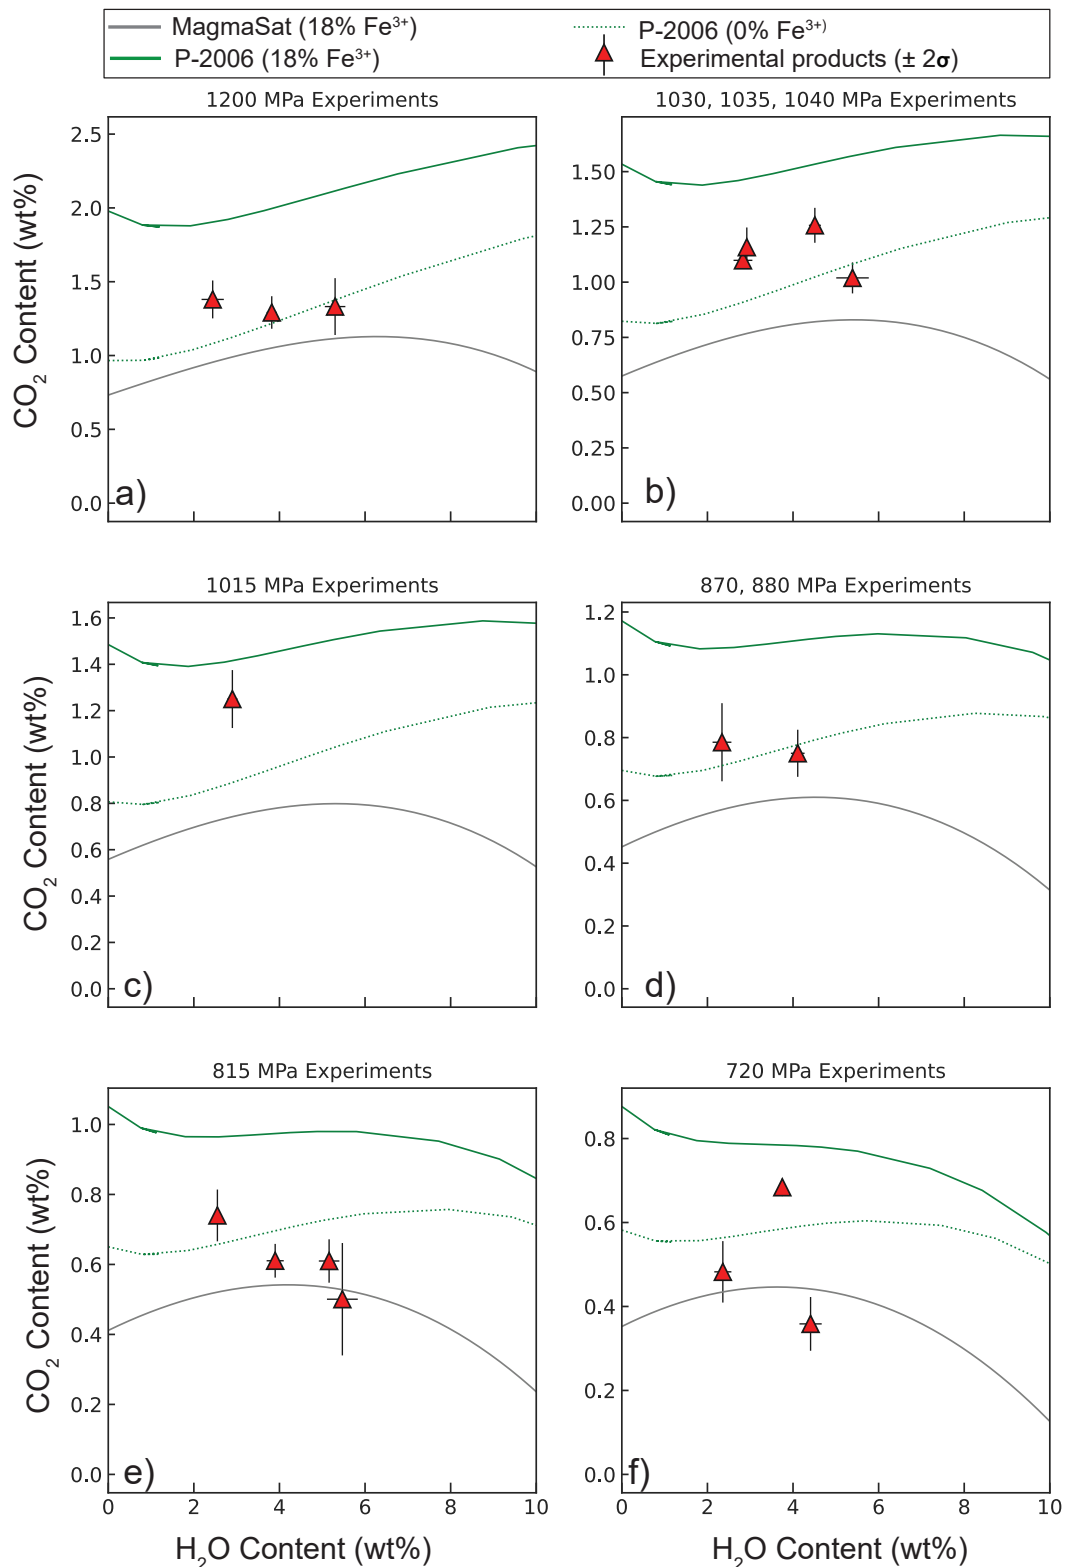 MagmaSat (18% Fe³⁺)
P-2006 (18% Fe³⁺)
P-2006 (0% Fe³⁺⁾
Experimental products (± 2σ)
1200 MPa Experiments
2.5
2.0
1.5
1.0
0.5
0.0
CO₂ Content (wt%)
a)
1030, 1035, 1040 MPa Experiments
1.50
1.25
1.00
0.75
0.50
0.25
0.00
b)
1015 MPa Experiments
1.6
1.4
1.2
1.0
0.8
0.6
0.4
0.2
0.0
CO₂ Content (wt%)
c)
870, 880 MPa Experiments
1.2
1.0
0.8
0.6
0.4
0.2
0.0
d)
815 MPa Experiments
1.0
0.8
0.6
0.4
0.2
0.0
CO₂ Content (wt%)
e)
0 2 4 6 8 10
H₂O Content (wt%)
720 MPa Experiments
0.8
0.6
0.4
0.2
0.0
f)
0 2 4 6 8 10
H₂O Content (wt%)